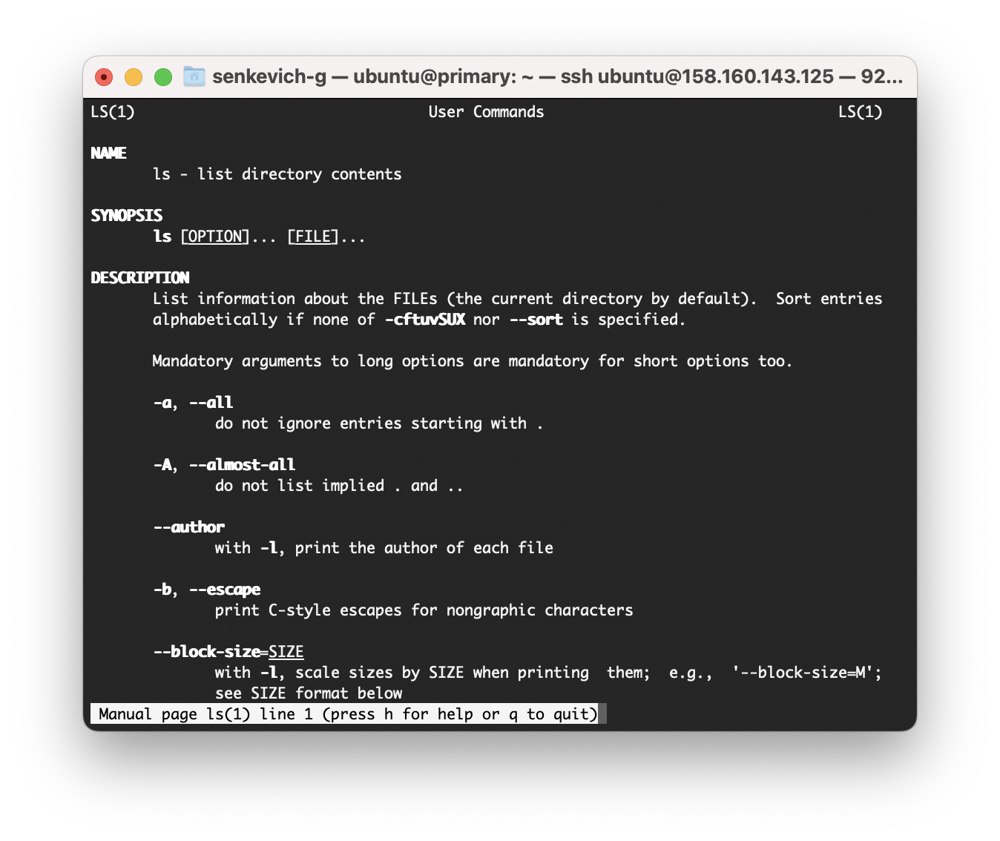 senkevich-g — ubuntu@primary: ~ — ssh ubuntu@158.160.143.125 — 92...
LS(1) User Commands LS(1)
NAME
ls - list directory contents
SYNOPSIS
ls [OPTION]... [FILE]...
DESCRIPTION
List information about the FILEs (the current directory by default). Sort entries
alphabetically if none of -cftuvSUX nor --sort is specified.
Mandatory arguments to long options are mandatory for short options too.
-a, --all
do not ignore entries starting with .
-A, --almost-all
do not list implied . and ..
--author
with -l, print the author of each file
-b, --escape
print C-style escapes for nongraphic characters
--block-size=SIZE
with -l, scale sizes by SIZE when printing them; e.g., '--block-size=M';
see SIZE format below
Manual page ls(1) line 1 (press h for help or q to quit)